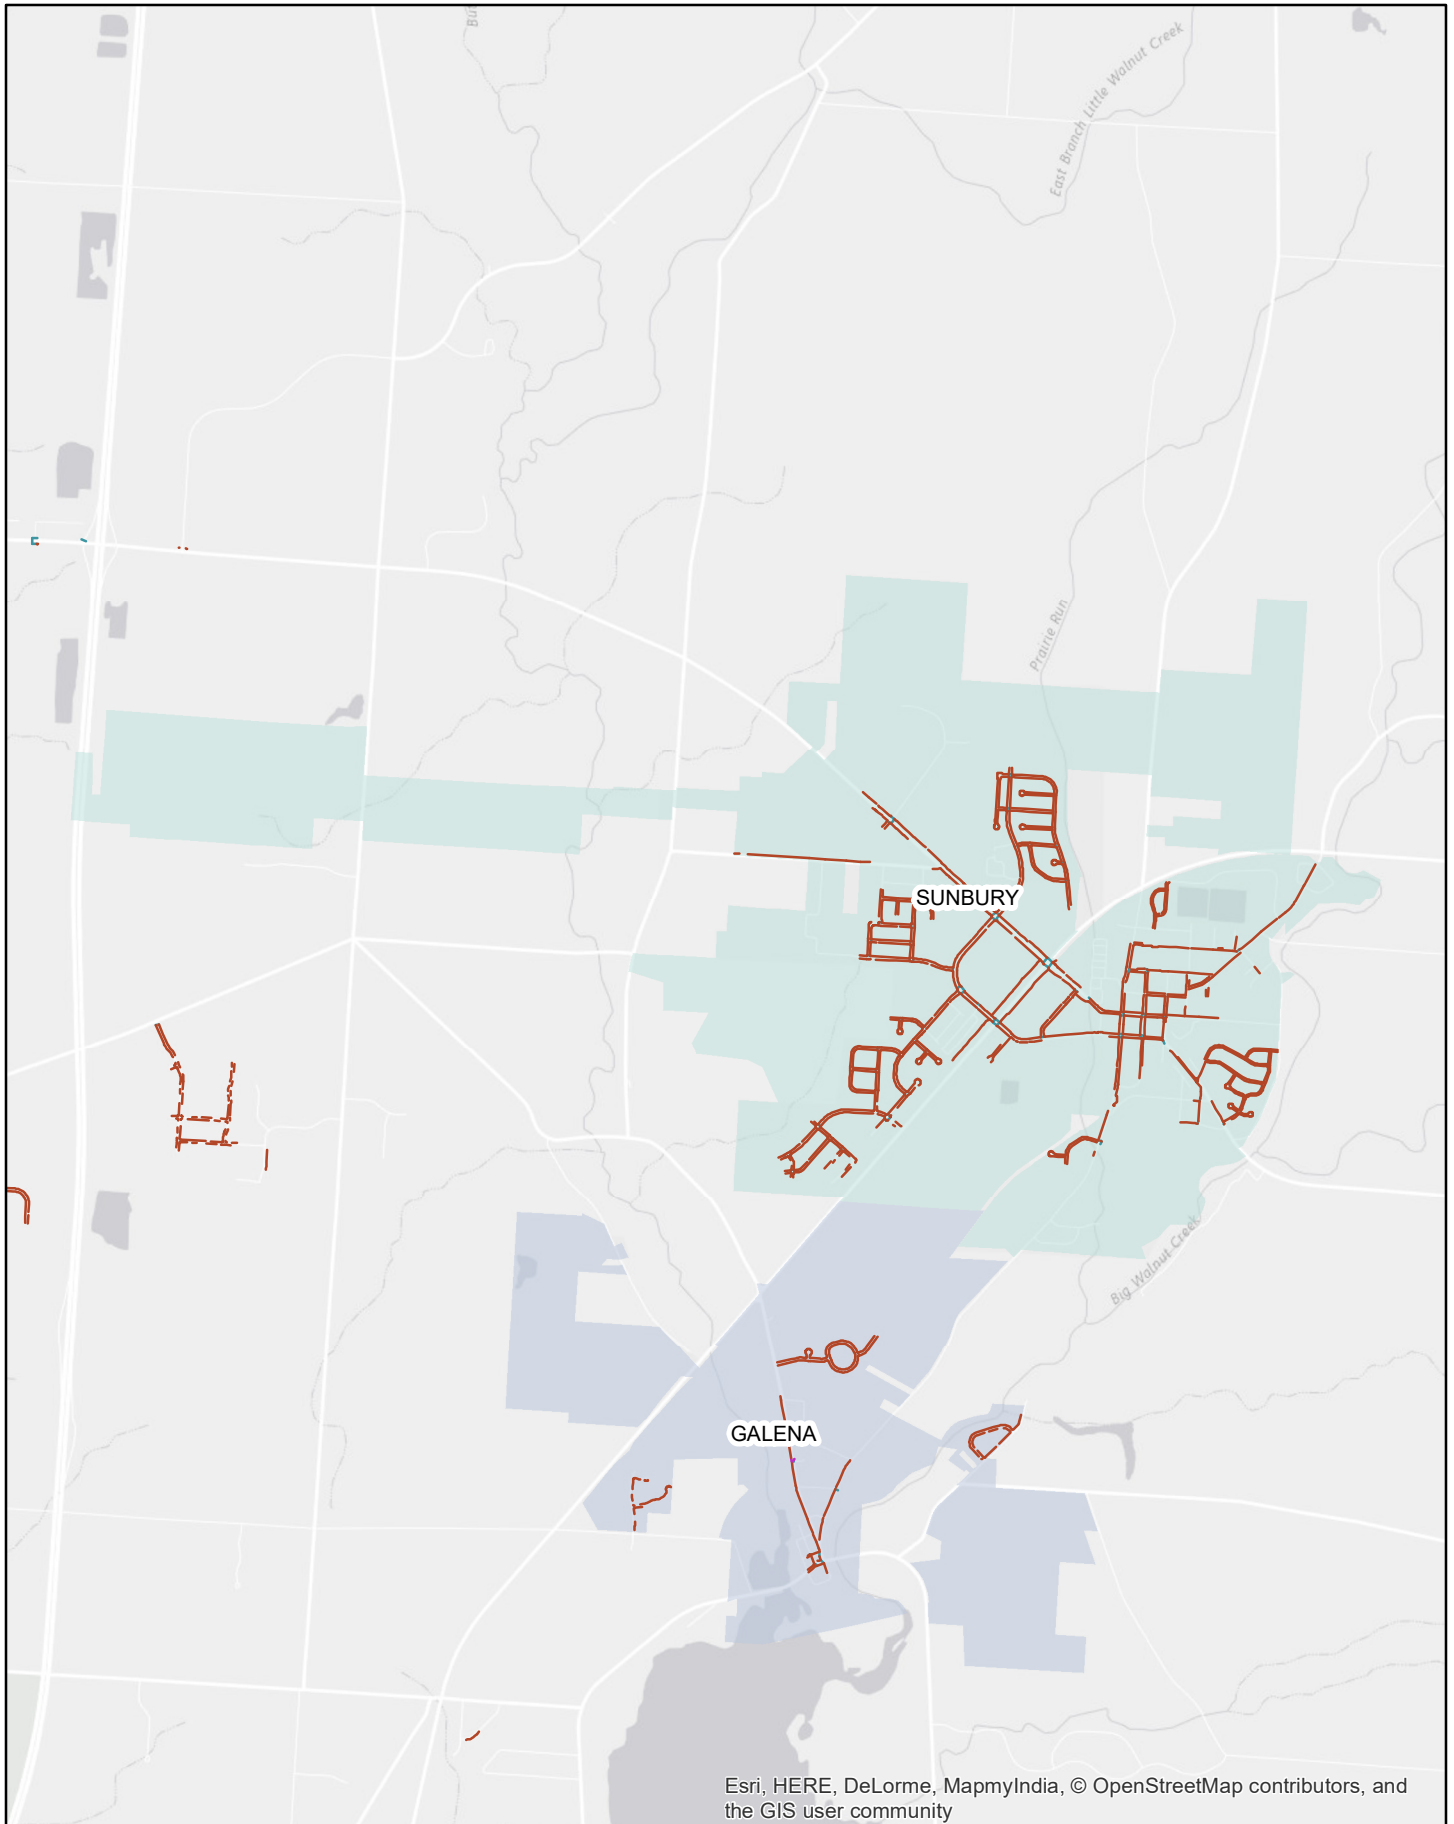 East Branch Little Walnut Creek
Prairie Run
SUNBURY
Big Walnut Creek
GALENA
Esri, HERE, DeLorme, MapmyIndia, © OpenStreetMap contributors, and
the GIS user community